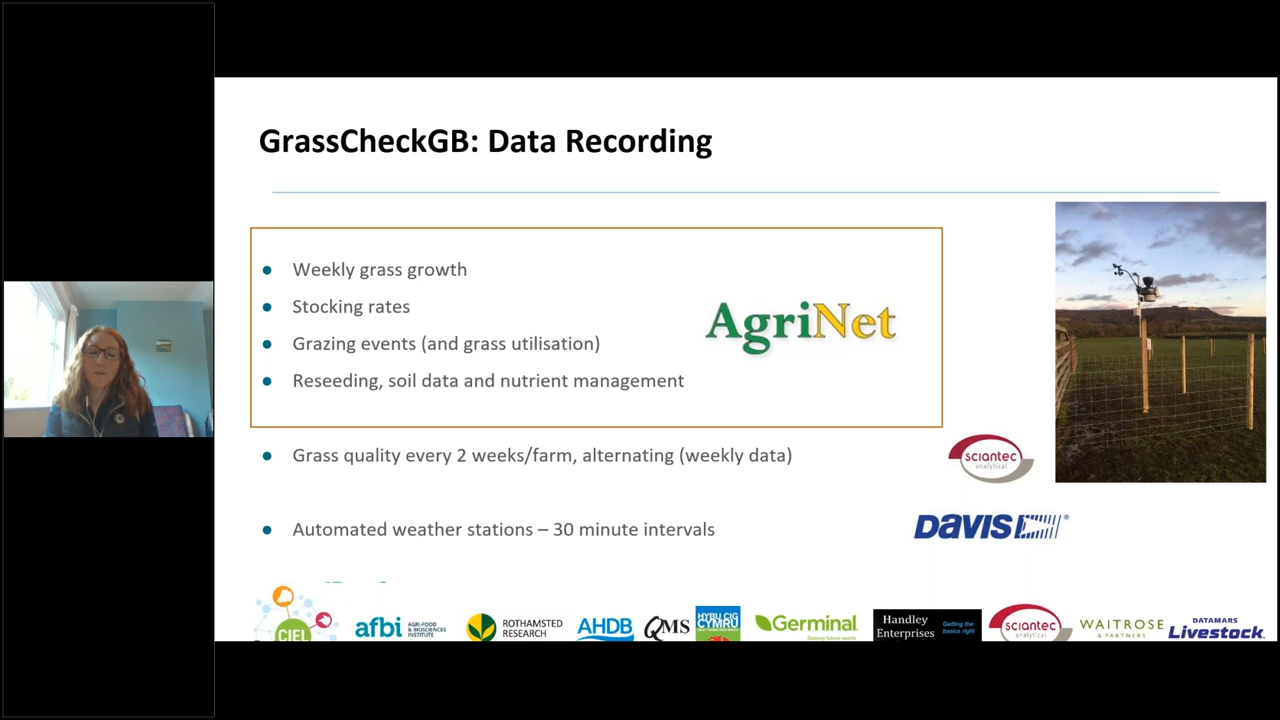 GrassCheckGB: Data Recording
Weekly grass growth
Stocking rates
Grazing events (and grass utilisation)
Reseeding, soil data and nutrient management
AgriNet
Grass quality every 2 weeks/farm, alternating (weekly data)
sciantec
analytical
Automated weather stations – 30 minute intervals
DAVIS
CIEL
afbi
AGRI-FOOD
& BIOSCIENCES
INSTITUTE
ROTHAMSTED
RESEARCH
AHDB
QMS
HYBU CIG
CYMRU
Germinal
Handley
Enterprises
Getting the
basics right
sciantec
analytical
WAITROSE
& PARTNERS
DATAMARS
Livestock